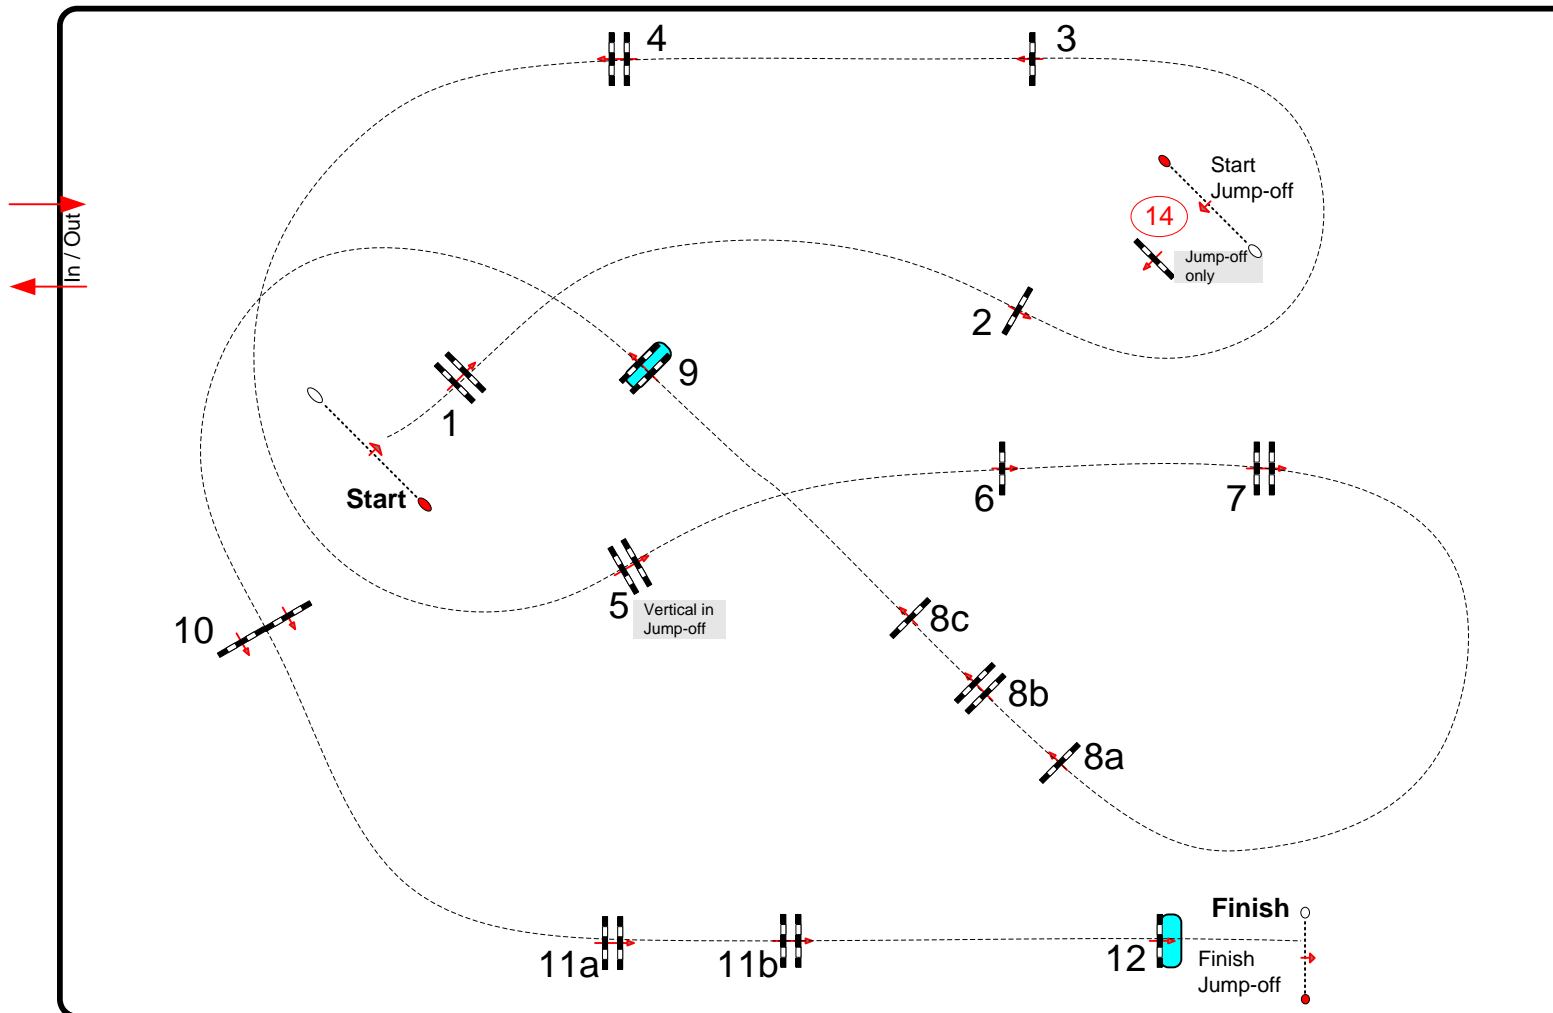 4
3
Start
Jump-off
14
Jump-off
only
In / Out
2
9
1
Start
6
7
5
Vertical in
Jump-off
10
8c
8b
8a
Finish
11a
11b
12
Finish
Jump-off